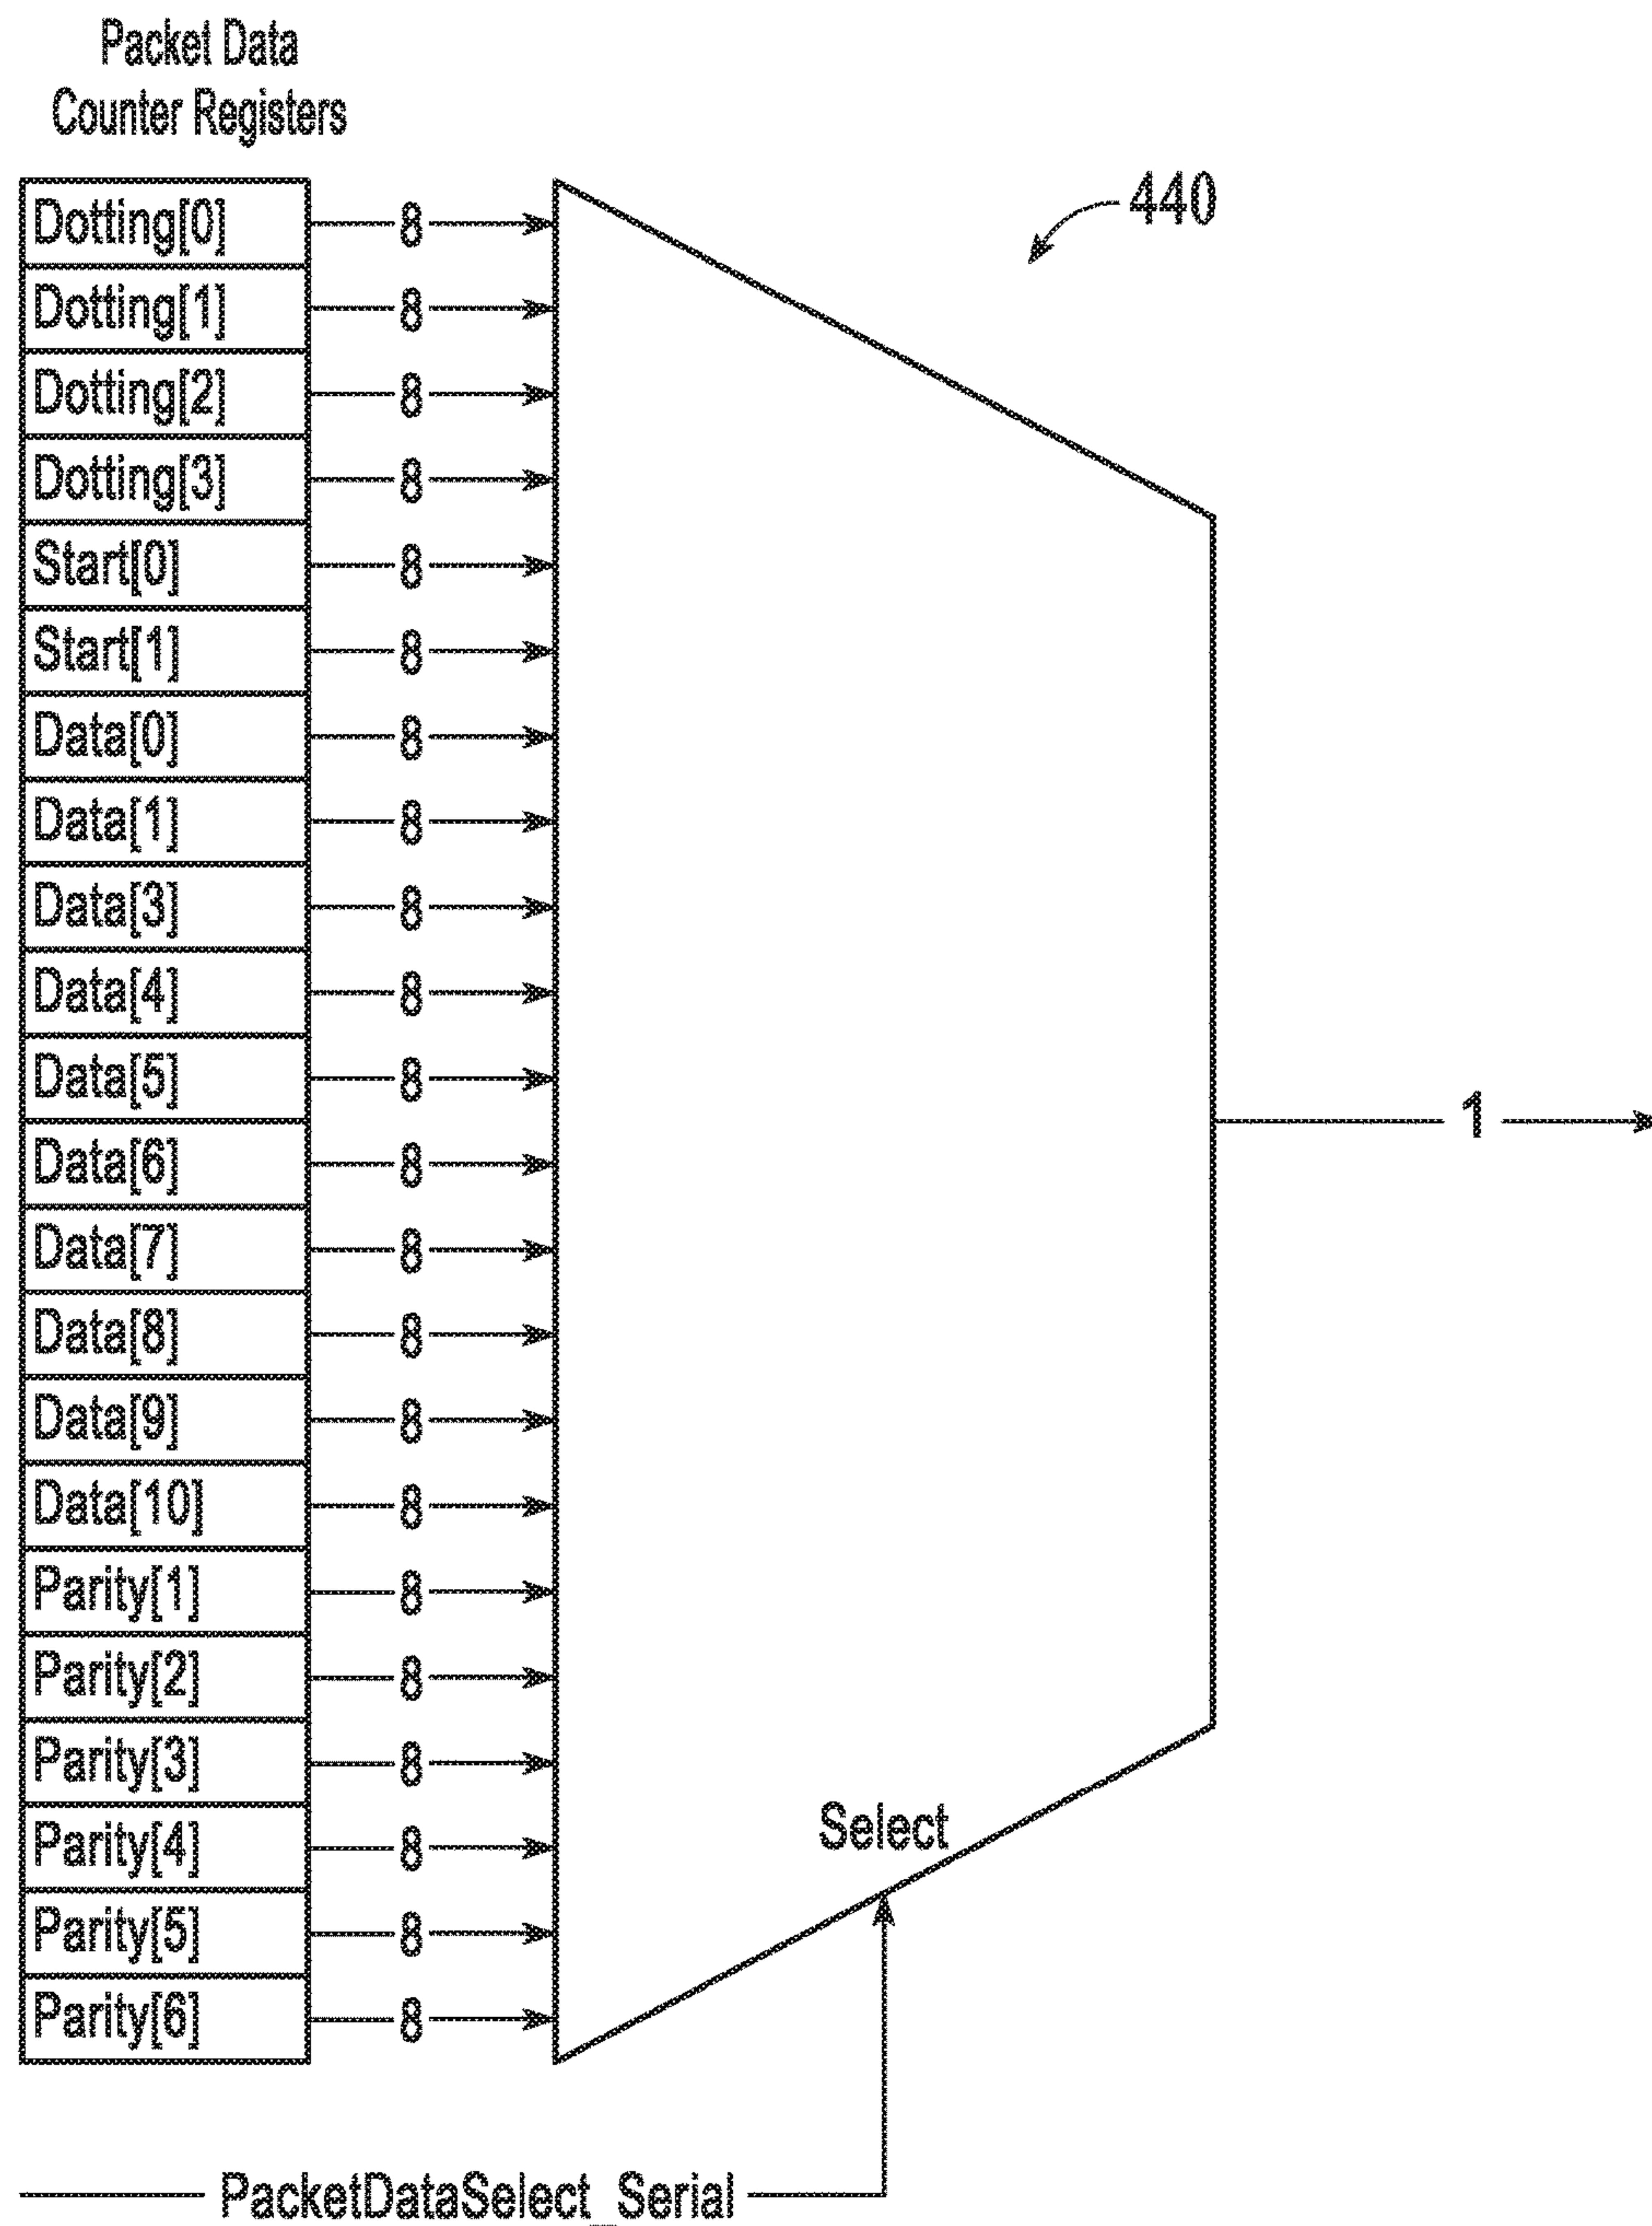 Packet Data
Counter Registers
440
Dotting[0] 8
Dotting[1] 8
Dotting[2] 8
Dotting[3] 8
Start[0] 8
Start[1] 8
Data[0] 8
Data[1] 8
Data[3] 8
Data[4] 8
Data[5] 8
1
Data[6] 8
Data[7] 8
Data[8] 8
Data[9] 8
Data[10] 8
Parity[1] 8
Parity[2] 8
Parity[3] 8
Select
Parity[4] 8
Parity[5] 8
Parity[6] 8
PacketDataSelect_Serial